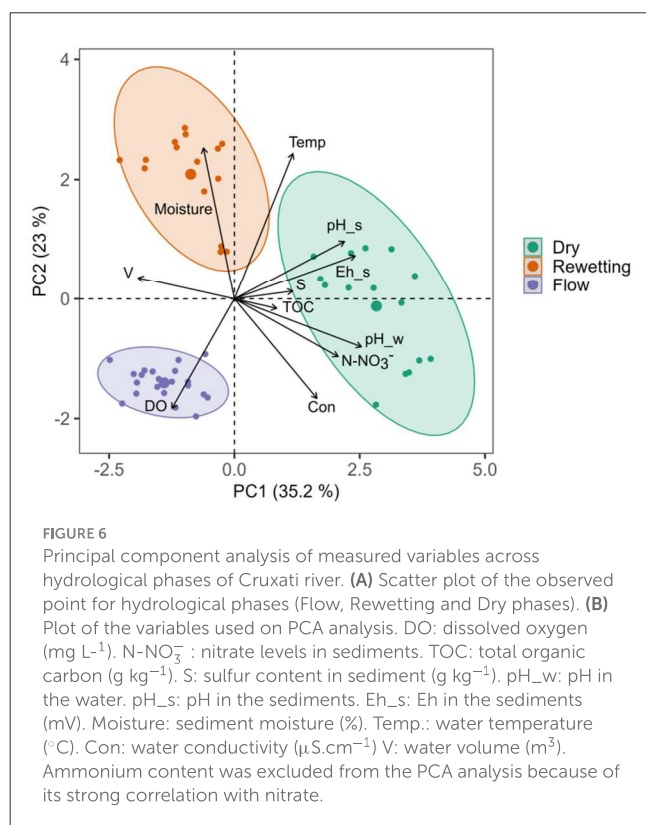 4
2
0
-2
PC2 (23 %)
Temp
Moisture
pH_s
Eh_s
V
S
TOC
pH_w
N-NO₃⁻
Con
DO
-2.5
0.0
2.5
5.0
PC1 (35.2 %)
Dry
Rewetting
Flow
FIGURE 6
Principal component analysis of measured variables across
hydrological phases of Cruxati river. (A) Scatter plot of the observed
point for hydrological phases (Flow, Rewetting and Dry phases). (B)
Plot of the variables used on PCA analysis. DO: dissolved oxygen
(mg L-¹). N-NO₃⁻ : nitrate levels in sediments. TOC: total organic
carbon (g kg⁻¹). S: sulfur content in sediment (g kg⁻¹). pH_w: pH in
the water. pH_s: pH in the sediments. Eh_s: Eh in the sediments
(mV). Moisture: sediment moisture (%). Temp.: water temperature
(°C). Con: water conductivity (μS.cm⁻¹) V: water volume (m³).
Ammonium content was excluded from the PCA analysis because of
its strong correlation with nitrate.